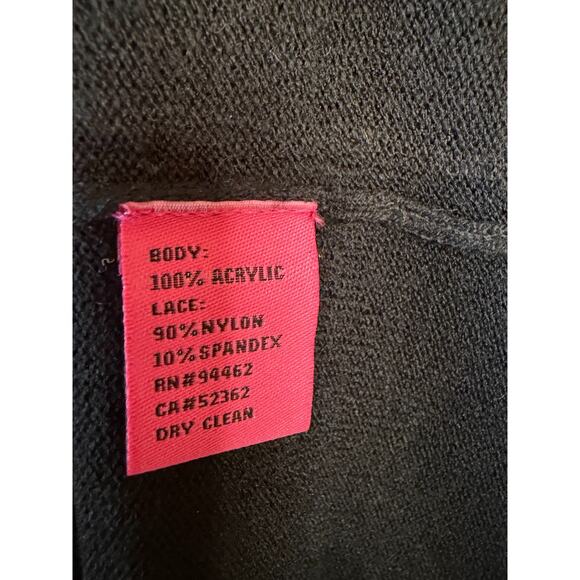 BODY:
100% ACRYLIC
LACE:
90%NYLON
10%SPANDEX
RN#94462
CA#52362
DRY CLEAN